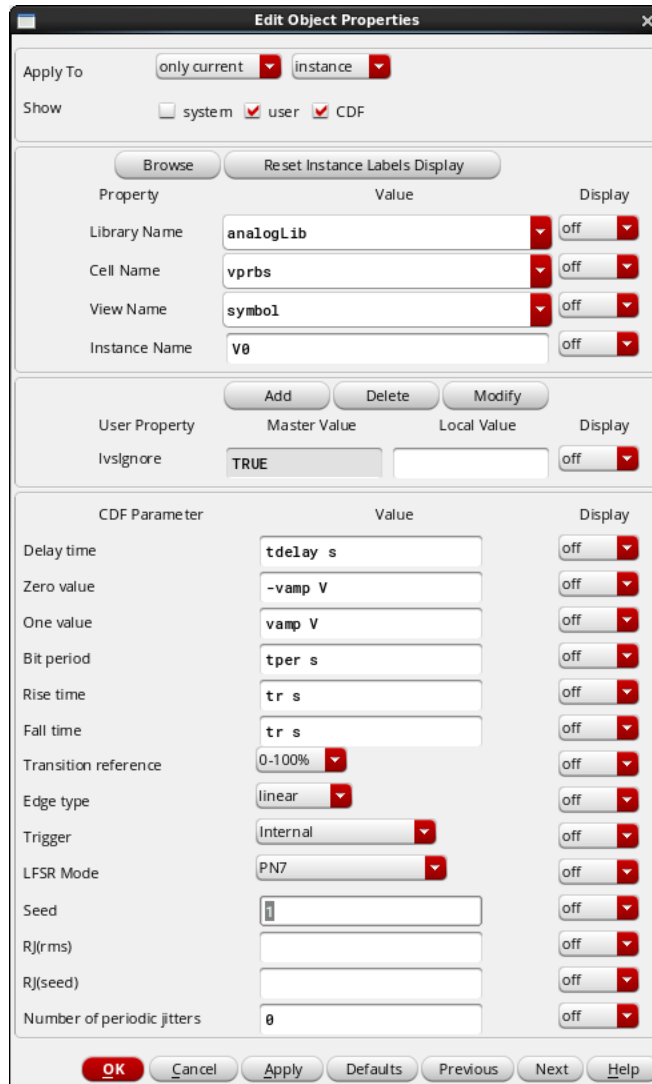 Edit Object Properties
Apply To only current instance
Show system user CDF
Browse Reset Instance Labels Display
Property Value Display
Library Name analogLib off
Cell Name vprbs off
View Name symbol off
Instance Name V0 off
Add Delete Modify
User Property Master Value Local Value Display
lvsIgnore TRUE off
CDF Parameter Value Display
Delay time tdelay s off
Zero value -vamp V off
One value vamp V off
Bit period tper s off
Rise time tr s off
Fall time tr s off
Transition reference 0-100% off
Edge type linear off
Trigger Internal off
LFSR Mode PN7 off
Seed 1 off
RJ(rms) off
RJ(seed) off
Number of periodic jitters 0 off
OK Cancel Apply Defaults Previous Next Help